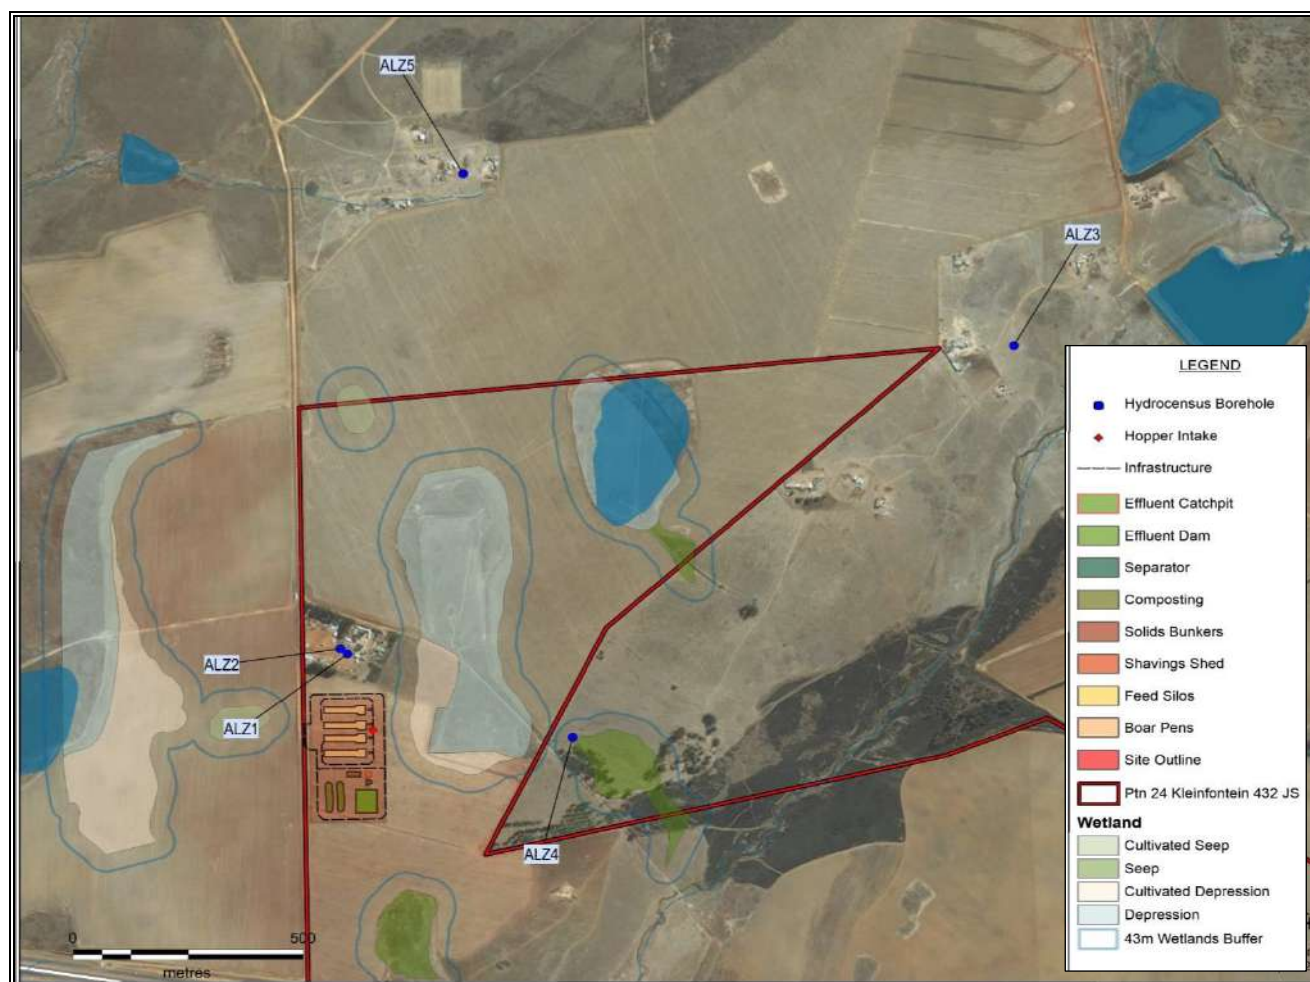 ALZ5
ALZ3
ALZ2
ALZ1
ALZ4
0 500
metres
LEGEND
Hydrocensus Borehole
Hopper Intake
Infrastructure
Effluent Catchpit
Effluent Dam
Separator
Composting
Solids Bunkers
Shavings Shed
Feed Silos
Boar Pens
Site Outline
Ptn 24 Kleinfontein 432 JS
Wetland
Cultivated Seep
Seep
Cultivated Depression
Depression
43m Wetlands Buffer